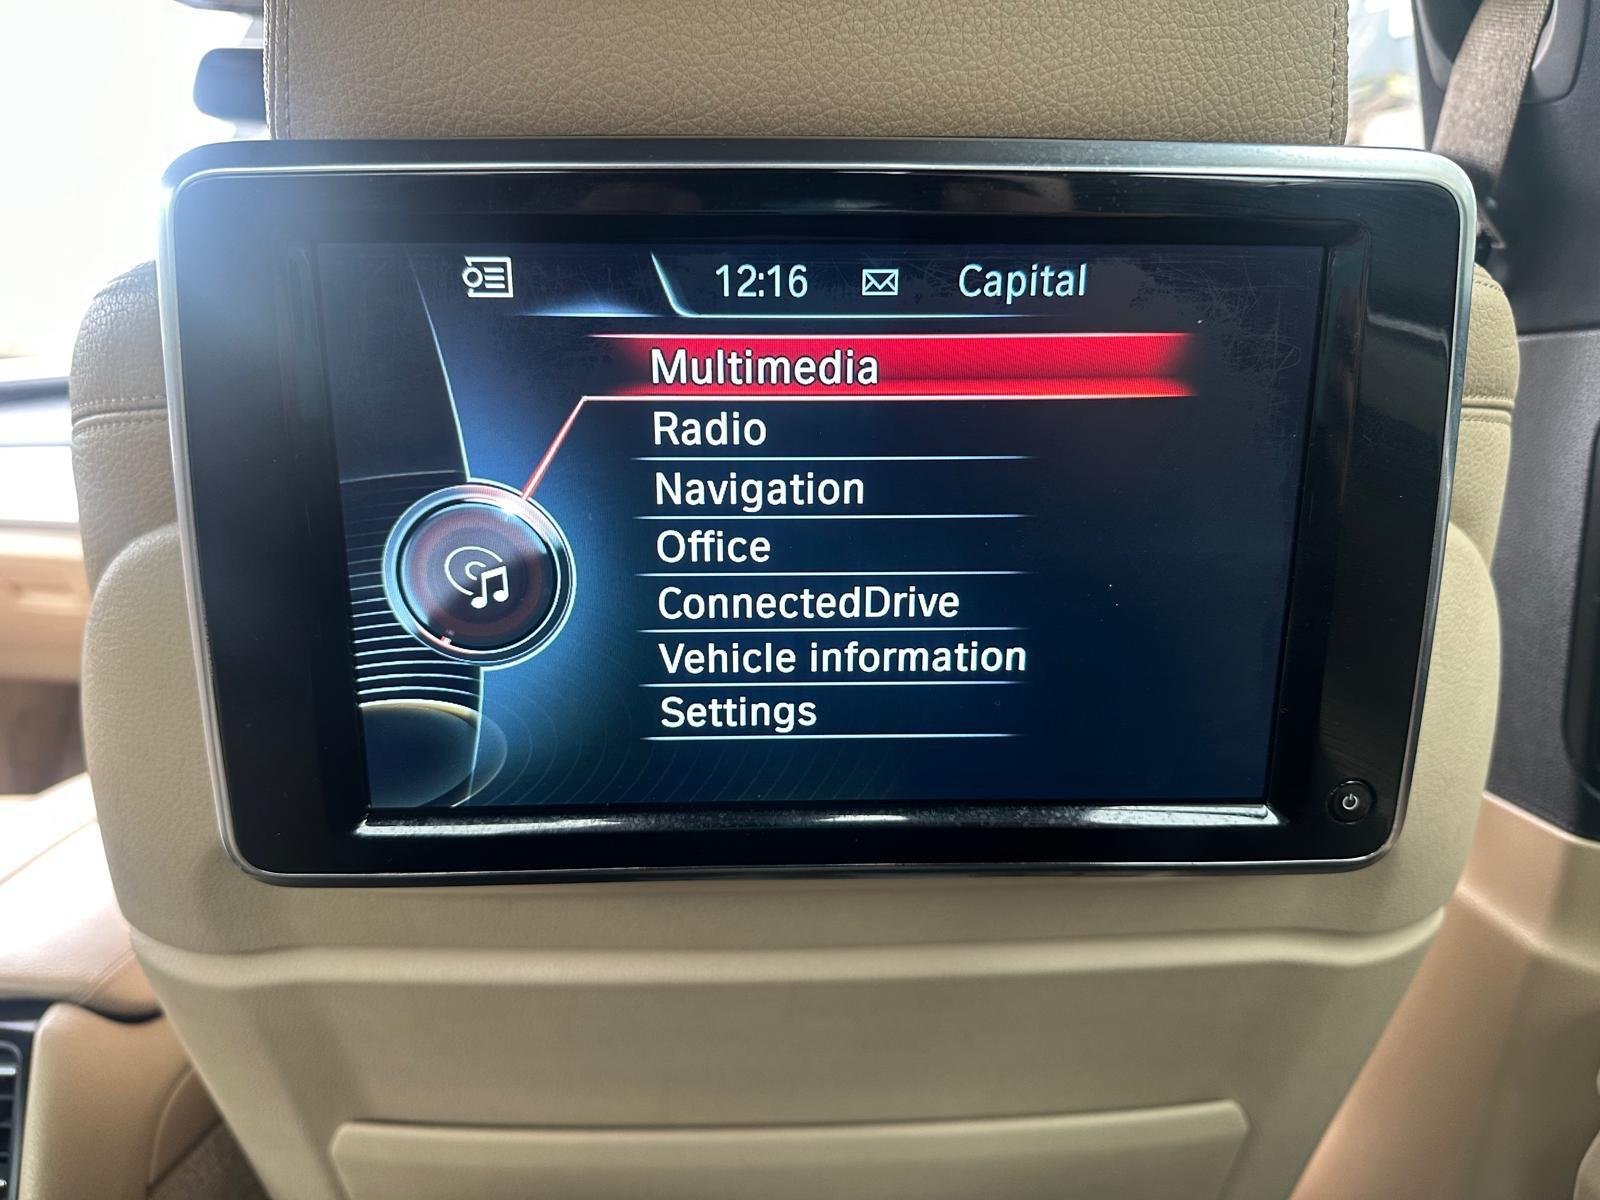 12:16 Capital
Multimedia
Radio
Navigation
Office
ConnectedDrive
Vehicle information
Settings